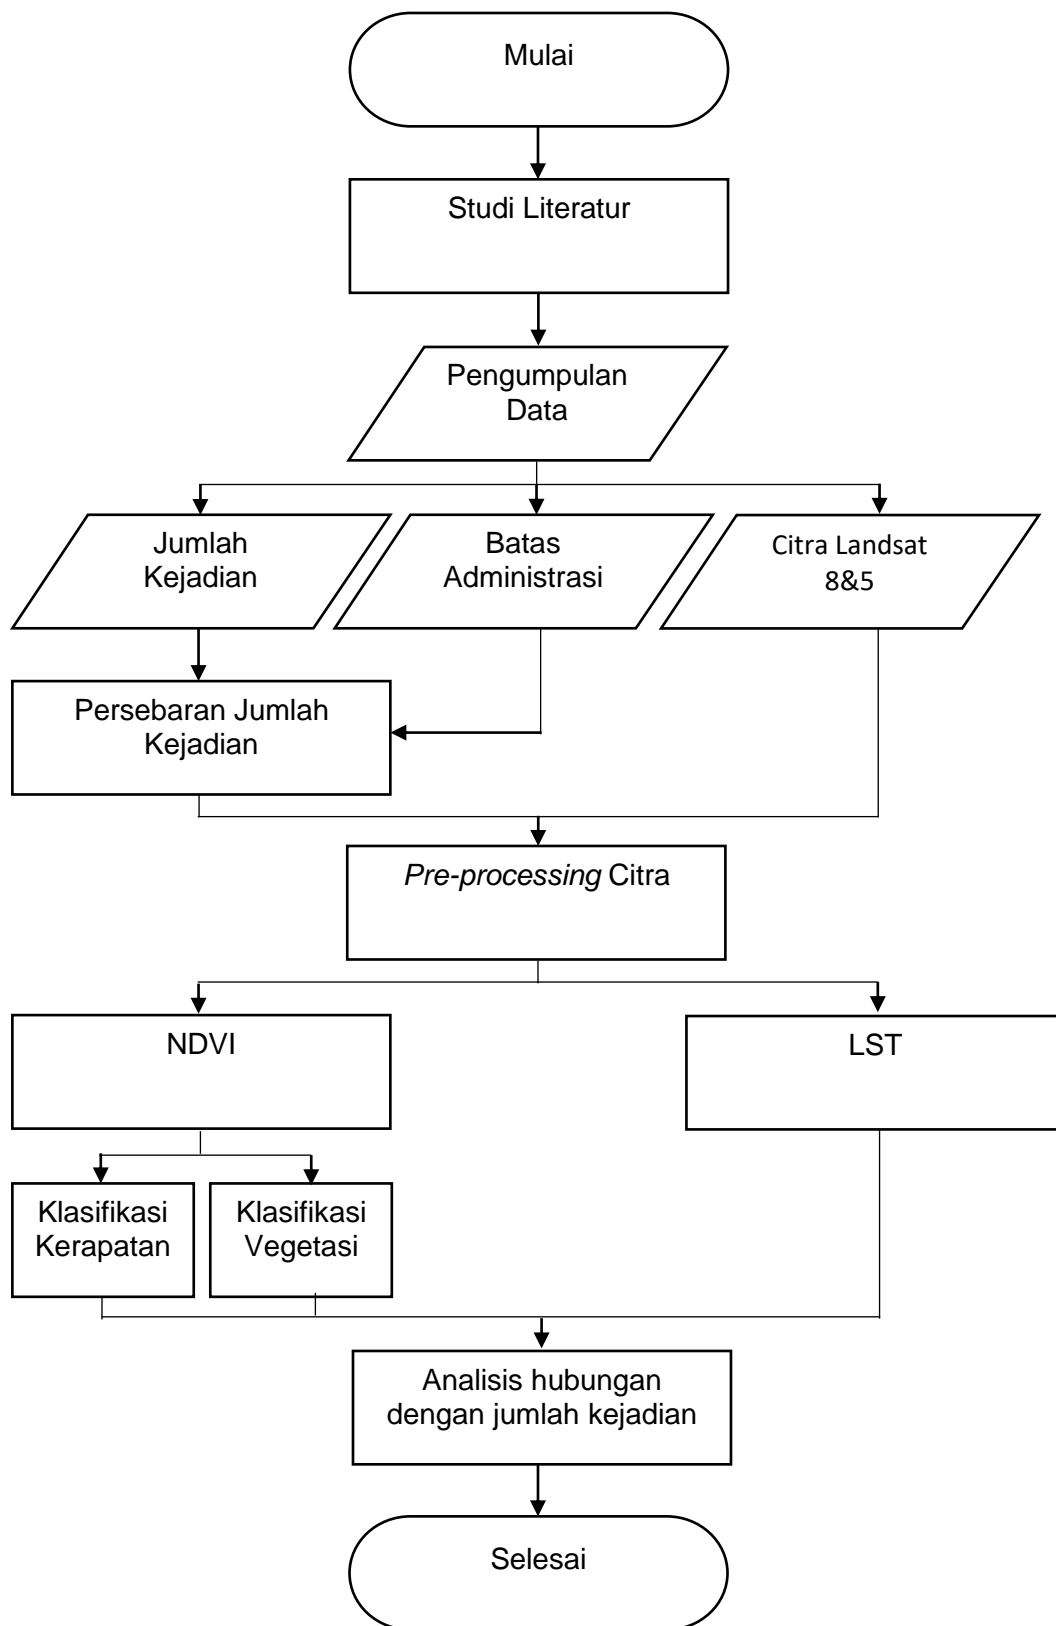 Mulai
Studi Literatur
Pengumpulan
Data
Jumlah
Kejadian
Batas
Administrasi
Citra Landsat
8&5
Persebaran Jumlah
Kejadian
Pre-processing Citra
NDVI
LST
Klasifikasi
Kerapatan
Klasifikasi
Vegetasi
Analisis hubungan
dengan jumlah kejadian
Selesai